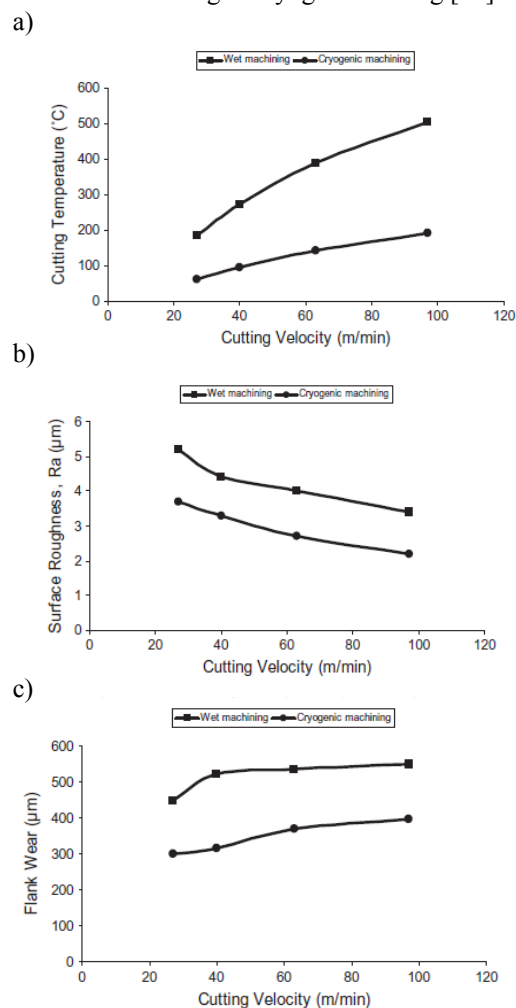 a)
Wet machining Cryogenic machining
600
500
400
300
200
100
0
Cutting Temperature (°C)
0 20 40 60 80 100 120
Cutting Velocity (m/min)
b)
Wet machining Cryogenic machining
6
5
4
3
2
1
0
Surface Roughness, Ra (µm)
0 20 40 60 80 100 120
Cutting Velocity (m/min)
c)
Wet machining Cryogenic machining
600
500
400
300
200
100
0
Flank Wear (µm)
0 20 40 60 80 100 120
Cutting Velocity (m/min)